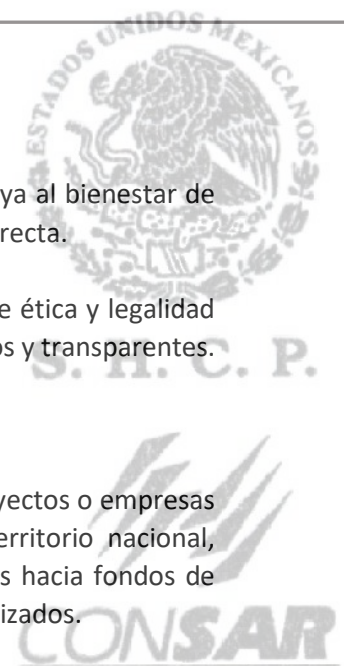 ESTADOS UNIDOS MEXICANOS
ya al bienestar de
recta.
e ética y legalidad
os y transparentes.
S. H. C. P.
yectos o empresas
erritorio nacional,
s hacia fondos de
izados.
CONSAR